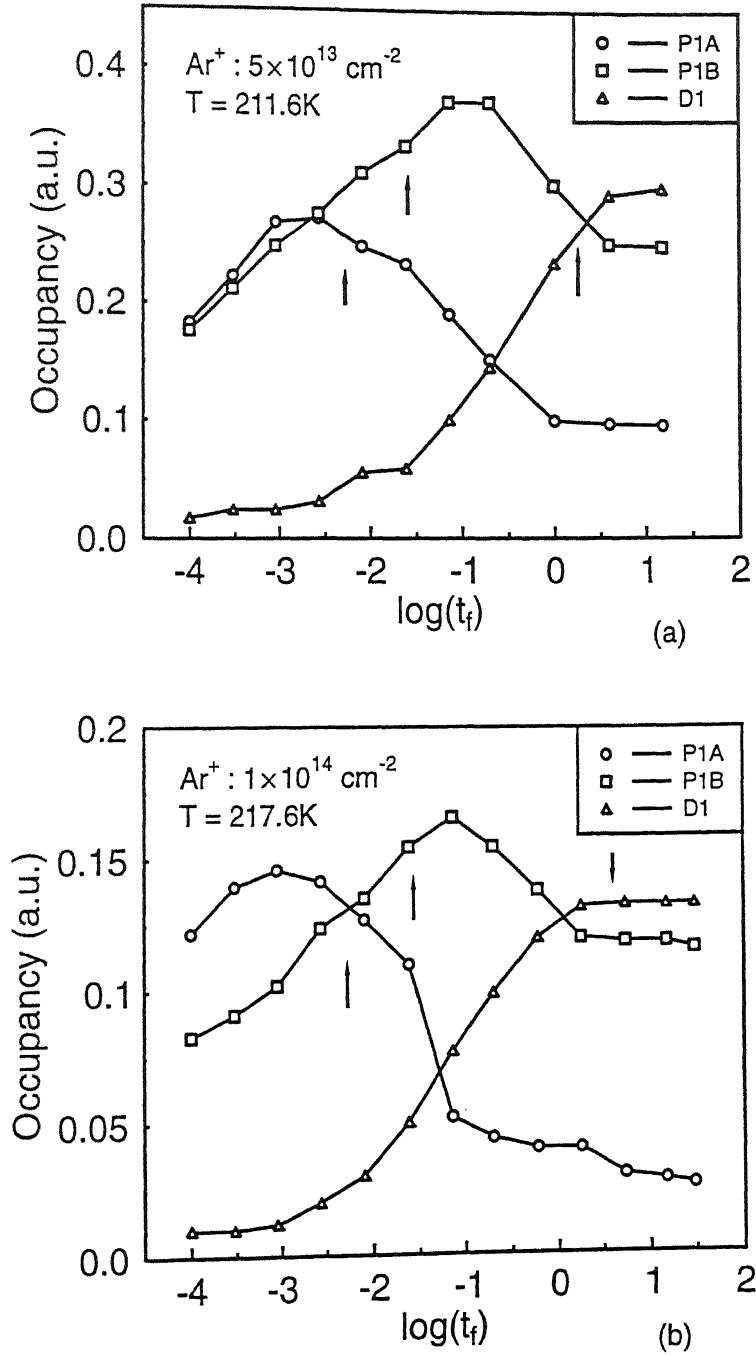 Ar⁺ : 5×10¹³ cm⁻²
T = 211.6K
P1A
P1B
D1
Occupancy (a.u.)
0.4
0.3
0.2
0.1
0.0
-4 -3 -2 -1 0 1 2
log(t_f)
(a)
Ar⁺ : 1×10¹⁴ cm⁻²
T = 217.6K
P1A
P1B
D1
Occupancy (a.u.)
0.2
0.15
0.1
0.05
0.0
-4 -3 -2 -1 0 1 2
log(t_f)
(b)